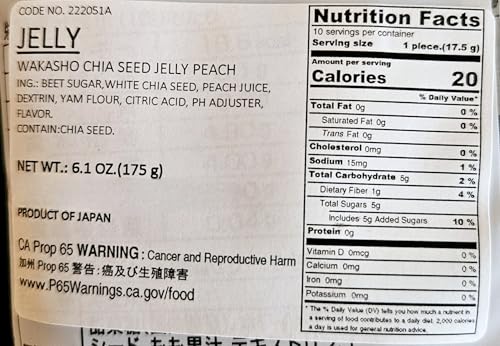 CODE NO. 2220S1A
JELLY
WAKASHO CHIA SEED JELLY PEACH
ING.: BEET SUGAR,WHITE CHIA SEED, PEACH JUICE,
DEXTRIN, YAM FLOUR, CITRIC ACID, PH ADJUSTER,
FLAVOR.
CONTAIN:CHIA SEED.
NET WT.: 6.1 OZ.(175 g)
PRODUCT OF JAPAN
CA Prop 65 WARNING : Cancer and Reproductive Harm
加州 Prop 65 警告 : 癌及び生殖障害
www.P65Warnings.ca.gov/food
Nutrition Facts
10 servings per container
Serving size 1 piece.(17.5 g)
Amount per serving
Calories 20
% Daily Value*
Total Fat 0g 0 %
Saturated Fat 0g 0 %
Trans Fat 0g
Cholesterol 0mg 0 %
Sodium 15mg 1 %
Total Carbohydrate 5g 2 %
Dietary Fiber 1g 4 %
Total Sugars 5g
Includes 5g Added Sugars 10 %
Protein 0g
Vitamin D 0mcg 0 %
Calcium 0mg 0 %
Iron 0mg 0 %
Potassium 0mg 0 %
* The % Daily Value (DV) tells you how much a nutrient in
a serving of food contributes to a daily diet. 2,000 calories
a day is used for general nutrition advice.